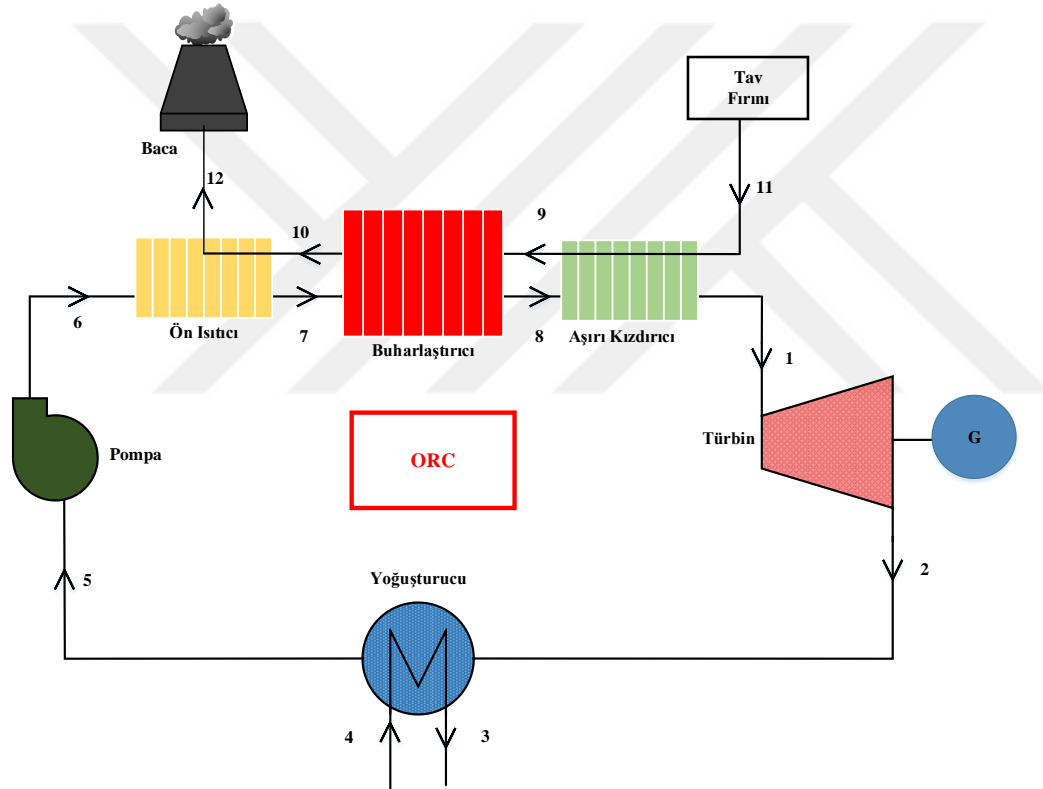 Tav
Fırını
Baca
12
11
10
9
6
Ön Isıtıcı
7
Buharlaştırıcı
8
Aşırı Kızdırıcı
1
Pompa
ORC
Türbin
G
5
Yoğuşturucu
2
4
3